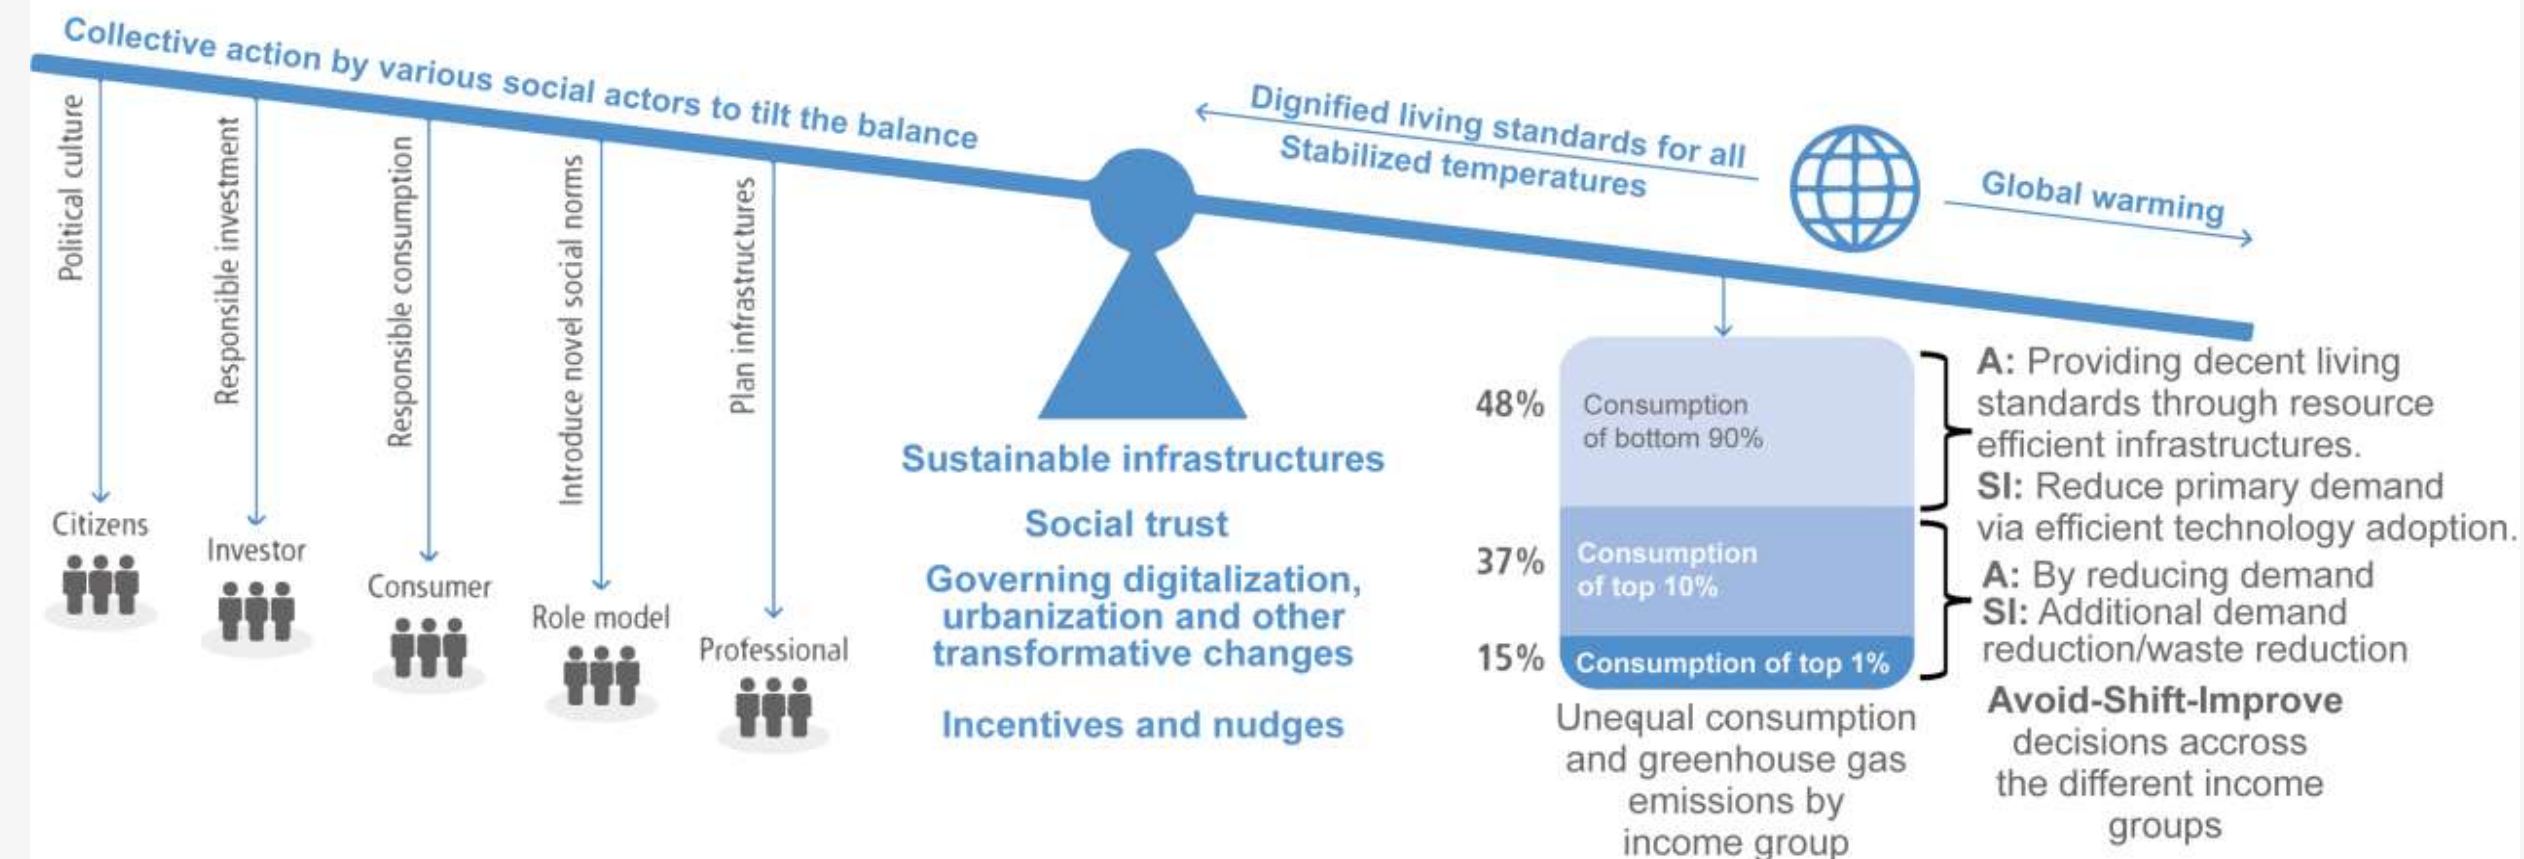 Collective action by various social actors to tilt the balance
Political culture
Responsible investment
Responsible consumption
Introduce novel social norms
Plan infrastructures
Citizens
Investor
Consumer
Role model
Professional
Sustainable infrastructures
Social trust
Governing digitalization,
urbanization and other
transformative changes
Incentives and nudges
Dignified living standards for all
Stabilized temperatures
Global warming
48%
Consumption
of bottom 90%
37%
Consumption
of top 10%
15%
Consumption of top 1%
Unequal consumption
and greenhouse gas
emissions by
income group
A: Providing decent living
standards through resource
efficient infrastructures.
SI: Reduce primary demand
via efficient technology adoption.
A: By reducing demand
SI: Additional demand
reduction/waste reduction
Avoid-Shift-Improve
decisions accross
the different income
groups